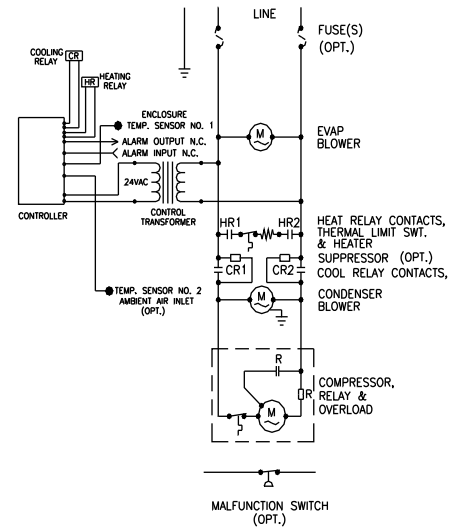 LINE
FUSE(S)
(OPT.)
COOLING
RELAY
CR
HR
HEATING
RELAY
ENCLOSURE
TEMP. SENSOR NO. 1
ALARM OUTPUT N.C.
ALARM INPUT N.C.
M
EVAP
BLOWER
24VAC
CONTROLLER
CONTROL
TRANSFORMER
HR1
HR2
HEAT RELAY CONTACTS,
THERMAL LIMIT SWT.
& HEATER
SUPPRESSOR (OPT.)
CR1
CR2
COOL RELAY CONTACTS,
TEMP. SENSOR NO. 2
AMBIENT AIR INLET
(OPT.)
M
CONDENSER
BLOWER
R
R
M
COMPRESSOR,
RELAY &
OVERLOAD
MALFUNCTION SWITCH
(OPT.)